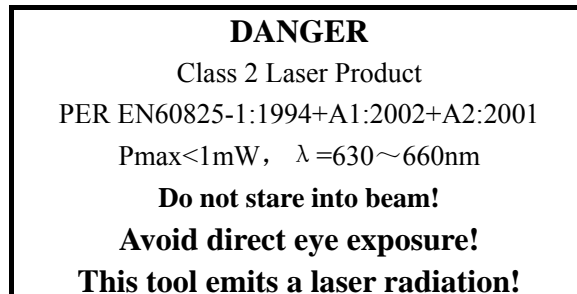 DANGER
Class 2 Laser Product
PER EN60825-1:1994+A1:2002+A2:2001
Pmax<1mW， λ=630～660nm
Do not stare into beam!
Avoid direct eye exposure!
This tool emits a laser radiation!